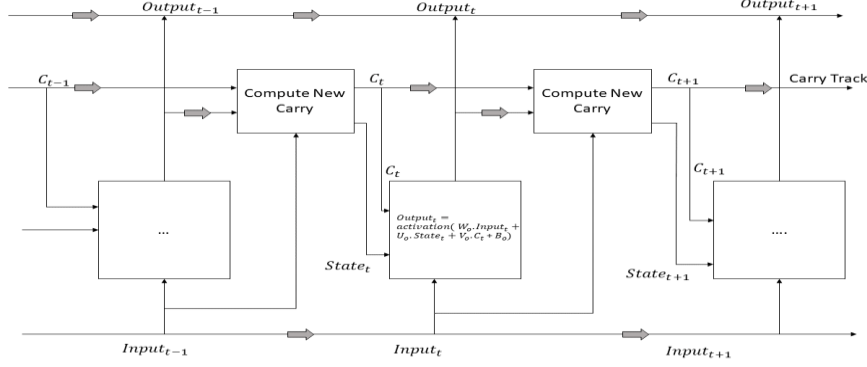 Output_{t−1}
Output_t
Output_{t+1}
C_{t−1}
Compute New
Carry
C_t
Compute New
Carry
C_{t+1}
Carry Track
C_t
C_{t+1}
...
Output_t =
activation( W_o.Input_t +
U_o.State_t + V_o.C_t + B_o)
....
State_t
State_{t+1}
Input_{t−1}
Input_t
Input_{t+1}